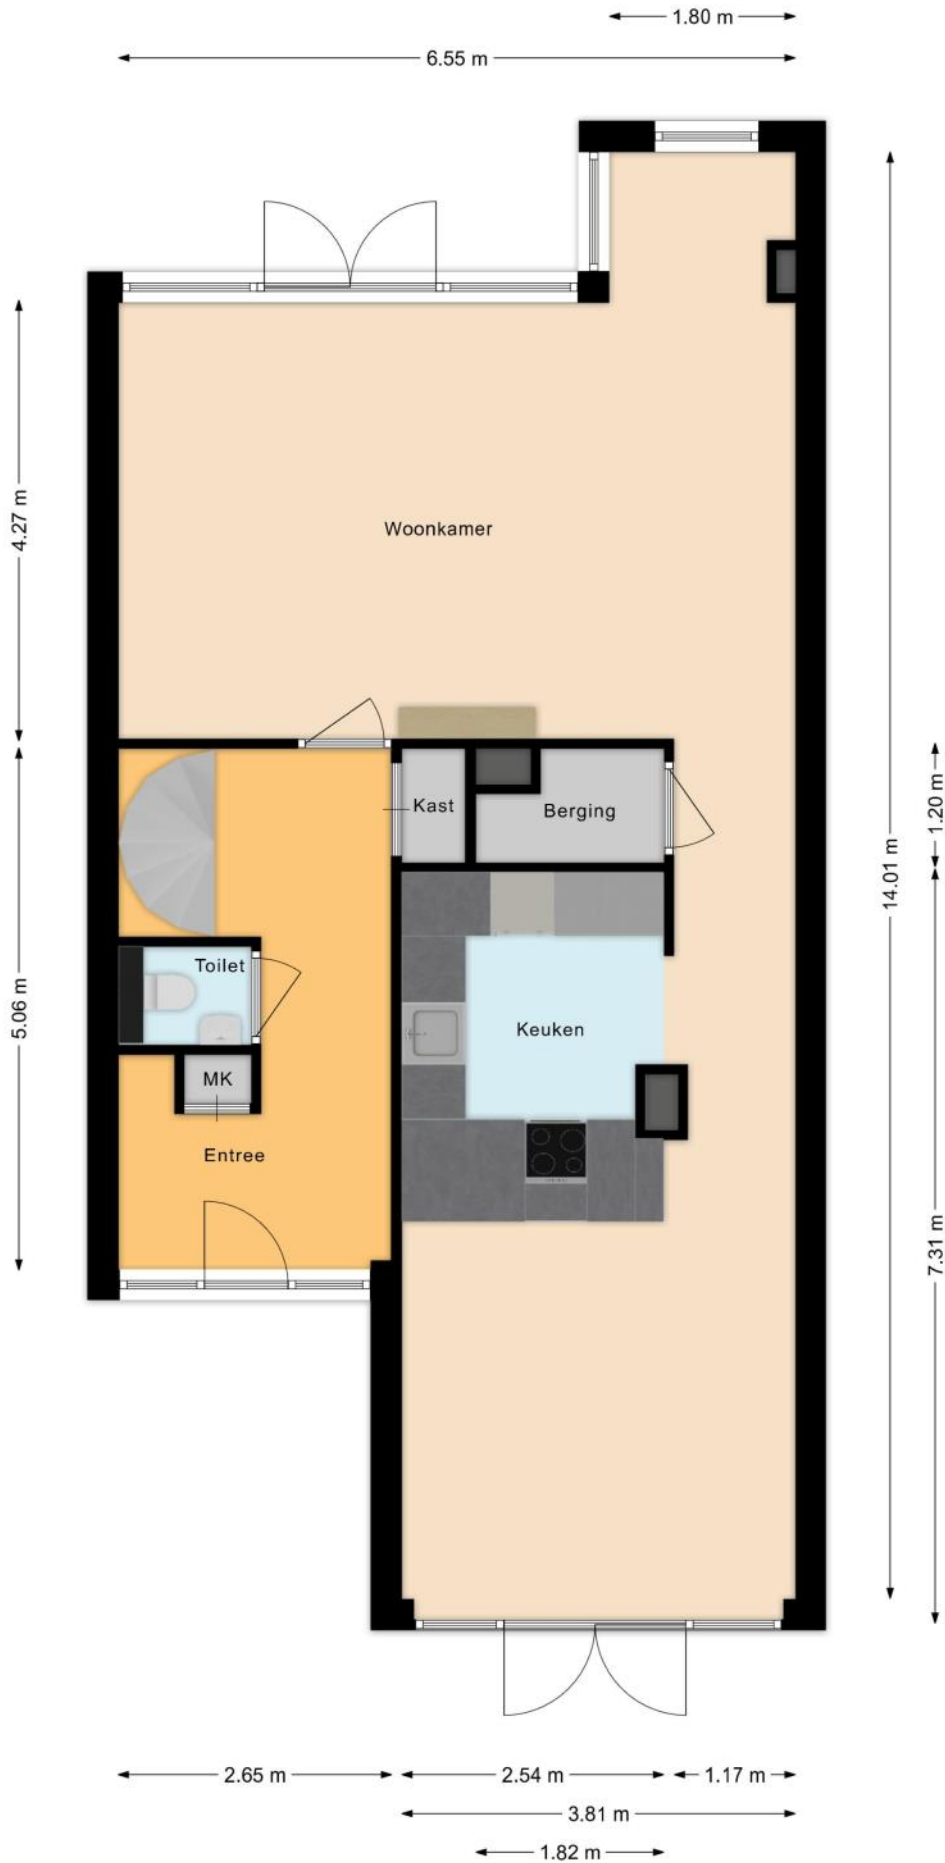 1.80 m
6.55 m
4.27 m
Woonkamer
Kast
Berging
1.20 m
14.01 m
Toilet
5.06 m
Keuken
MK
Entree
7.31 m
2.65 m
2.54 m
1.17 m
3.81 m
1.82 m